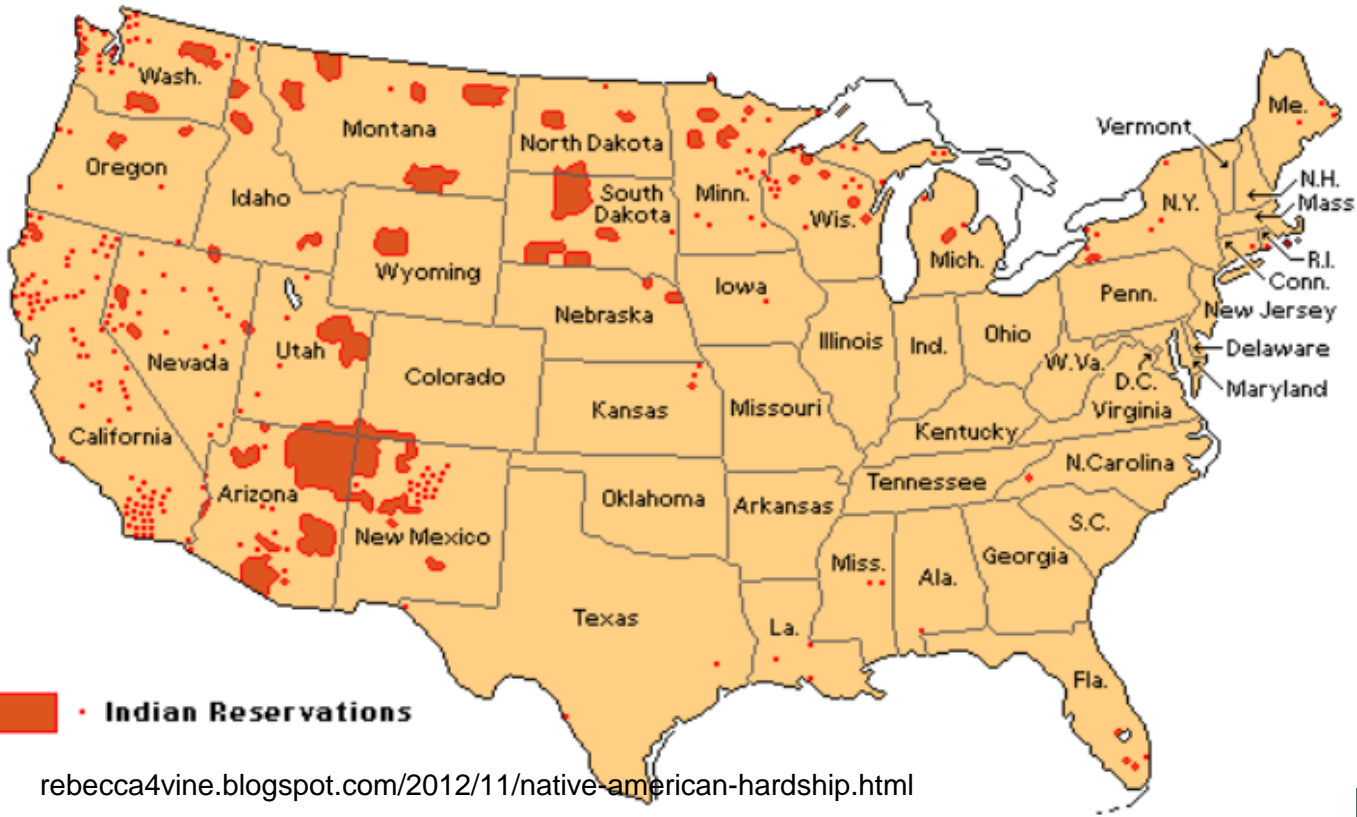 Wash.
Me.
Montana
North Dakota
Vermont
Oregon
Minn.
N.H.
Idaho
South
Dakota
N.Y.
Mass
Wis.
Wyoming
Mich.
R.I.
Conn.
Iowa
Penn.
Nebraska
New Jersey
Nevada
Utah
Illinois
Ind.
Ohio
Delaware
Colorado
W.Va.
D.C.
Maryland
Kansas
Missouri
Virginia
California
Kentucky
N.Carolina
Arizona
Oklahoma
Arkansas
Tennessee
New Mexico
S.C.
Miss.
Ala.
Georgia
Texas
La.
Fla.
Indian Reservations
rebecca4vine.blogspot.com/2012/11/native-american-hardship.html